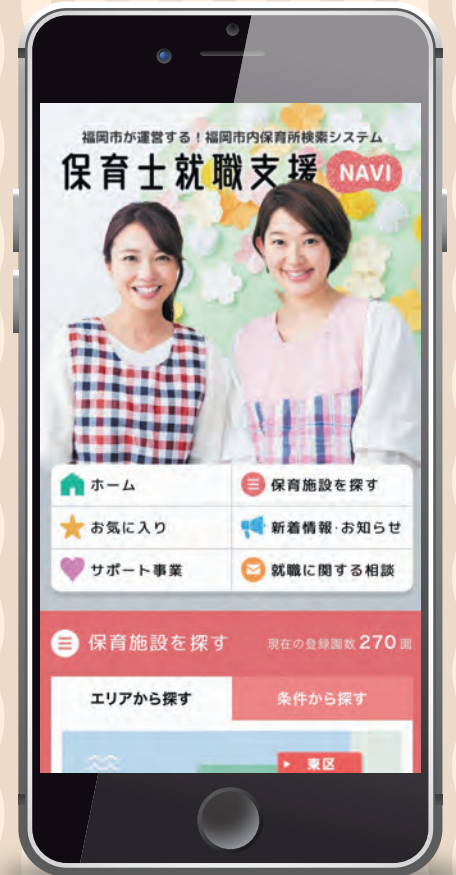 福岡市が運営する！福岡市内保育所検索システム
保育士就職支援 NAVI
ホーム
保育施設を探す
お気に入り
新着情報・お知らせ
サポート事業
就職に関する相談
保育施設を探す
現在の登録園数 270 園
エリアから探す
条件から探す
東区